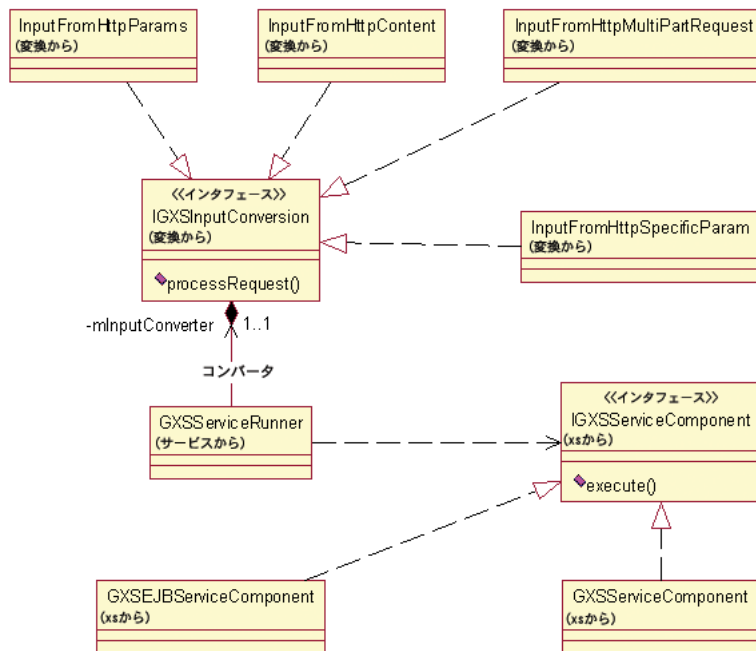 InputFromHttpParams
(変換から)
InputFromHttpContent
(変換から)
InputFromHttpMultiPartRequest
(変換から)
≪インタフェース≫
IGXSInputConversion
(変換から)
processRequest()
InputFromHttpSpecificParam
(変換から)
-mInputConverter
1..1
コンバータ
GXSServiceRunner
(サービスから)
≪インタフェース≫
IGXSServiceComponent
(xsから)
execute()
GXSEJBServiceComponent
(xsから)
GXSServiceComponent
(xsから)